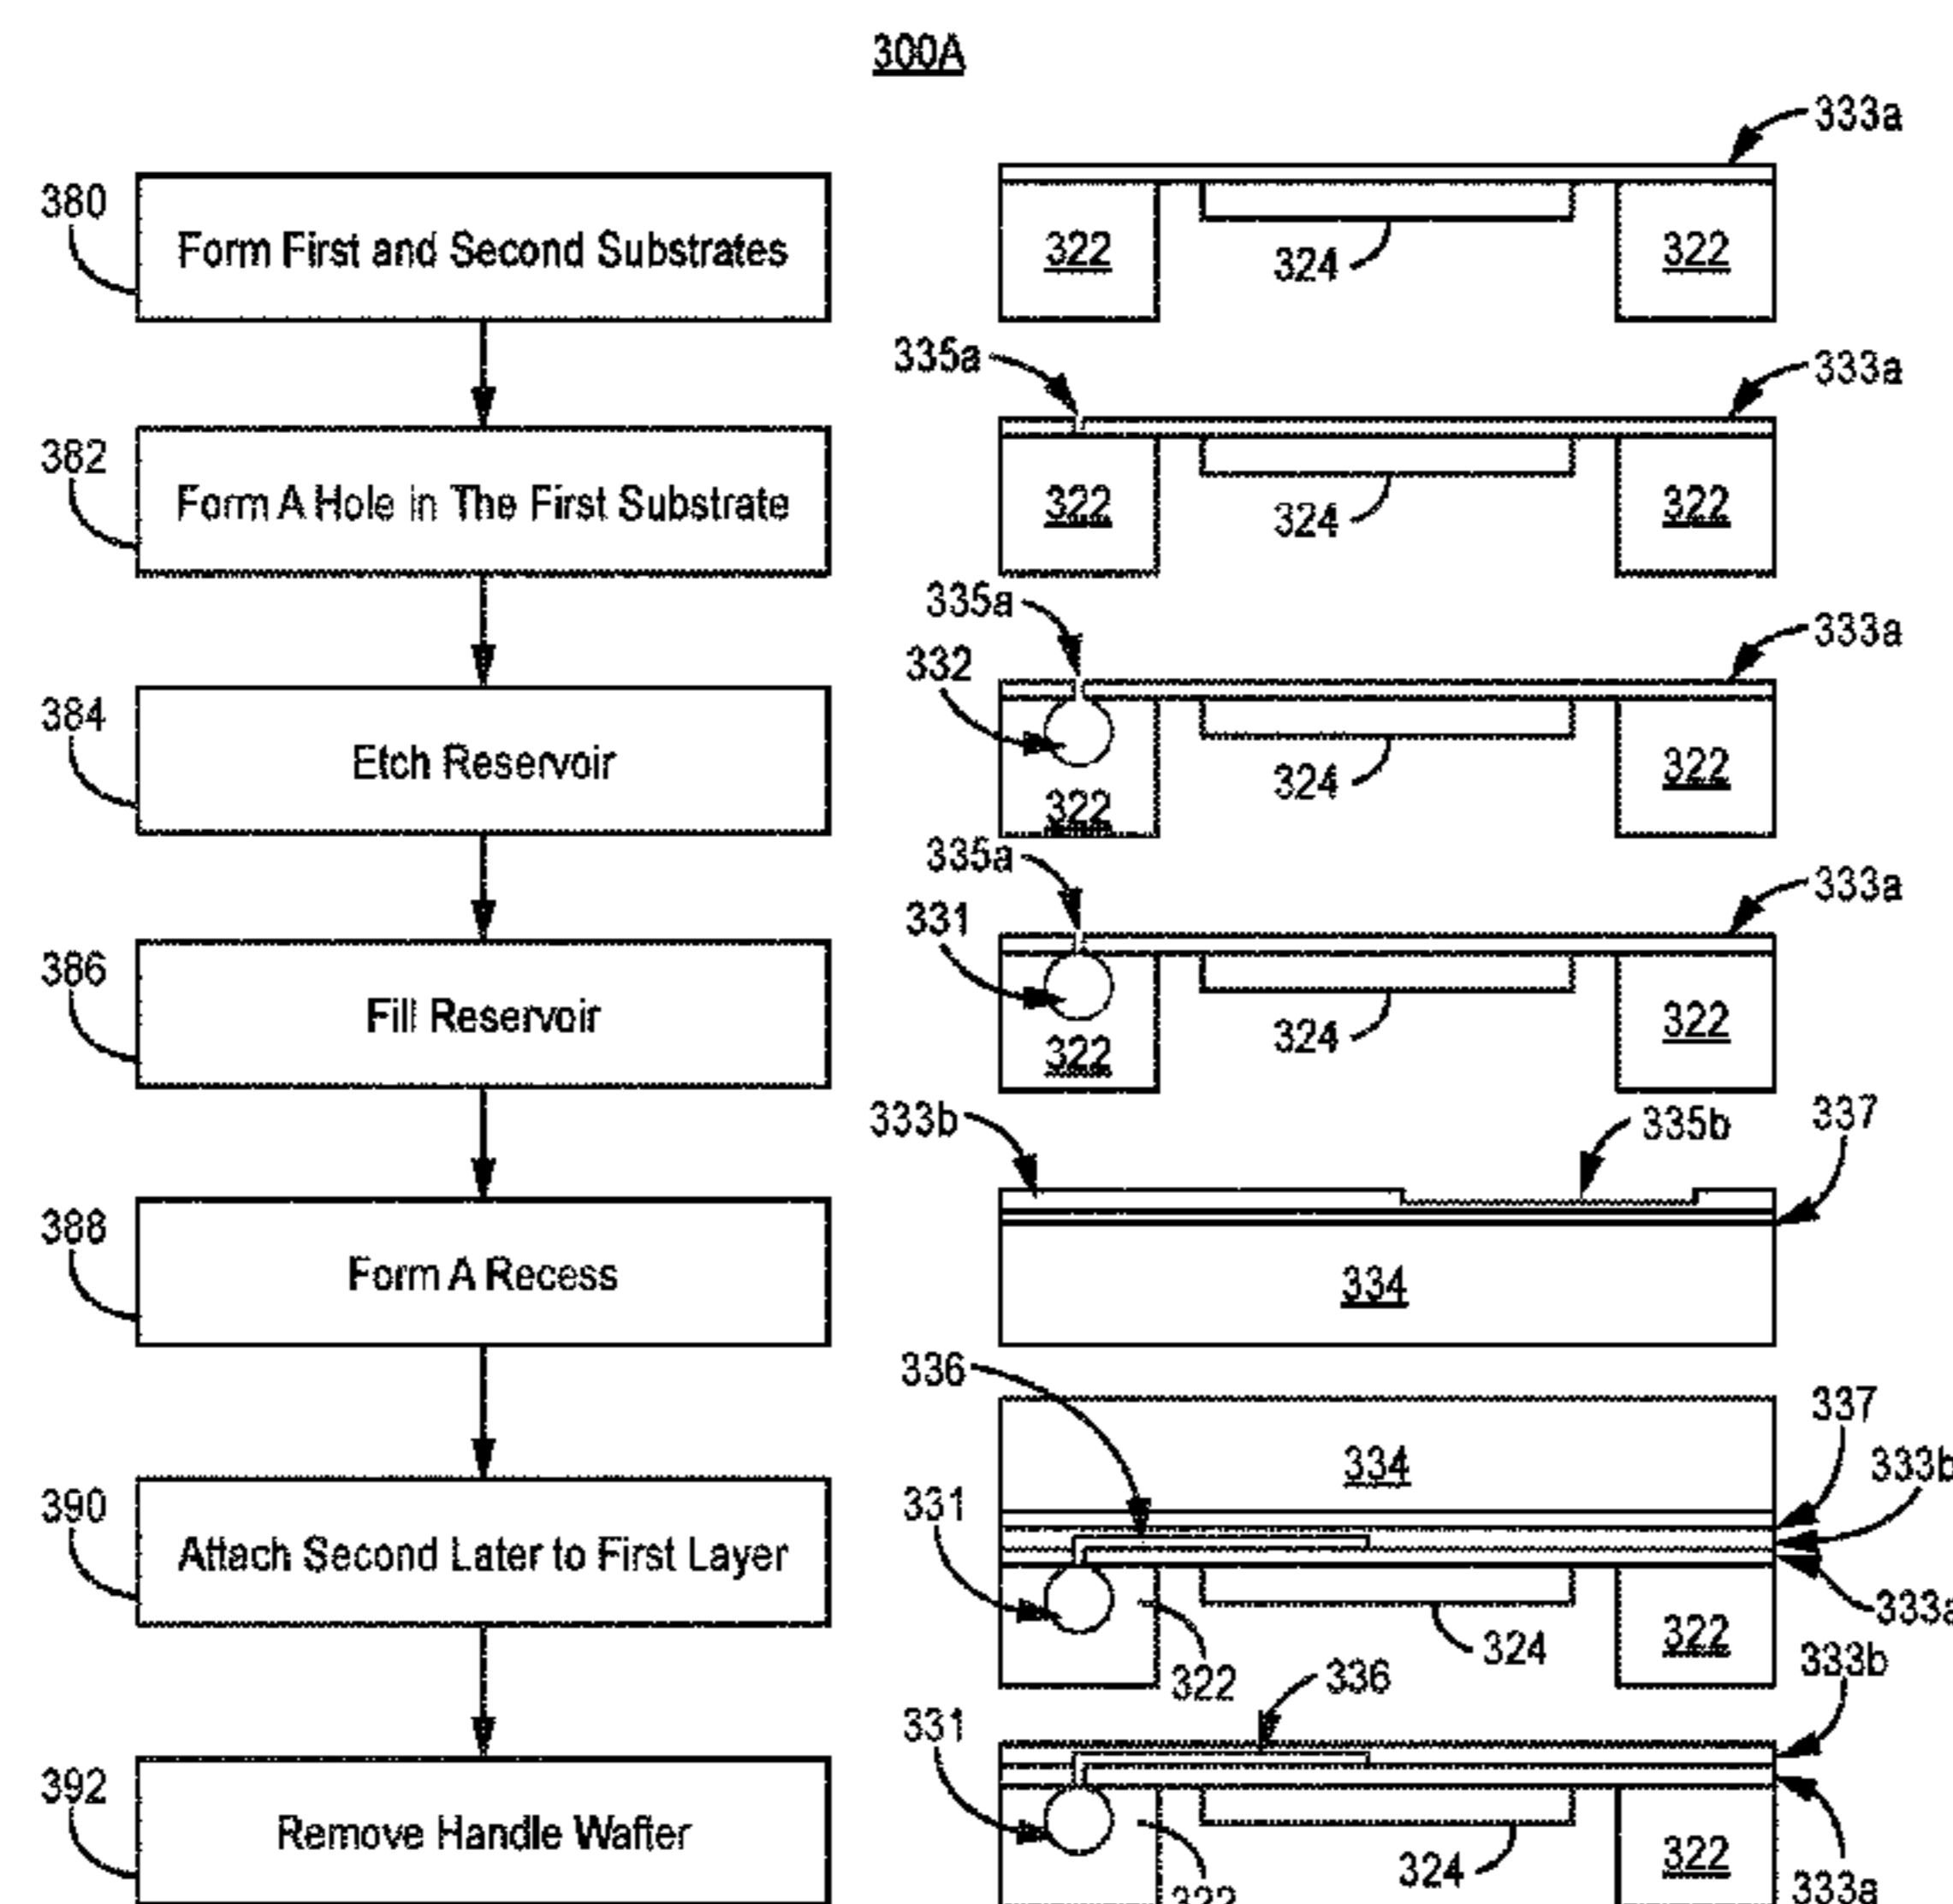 300A
333a
380
Form First and Second Substrates
322
324
322
335a
333a
382
Form A Hole in The First Substrate
322
324
322
335a
333a
332
384
Etch Reservoir
322
324
322
335a
333a
331
386
Fill Reservoir
322
324
322
333b
335b
337
388
Form A Recess
334
336
337
334
333b
331
390
Attach Second Later to First Layer
333a
322
324
322
336
333b
331
392
Remove Handle Wafter
324
322
333a
322